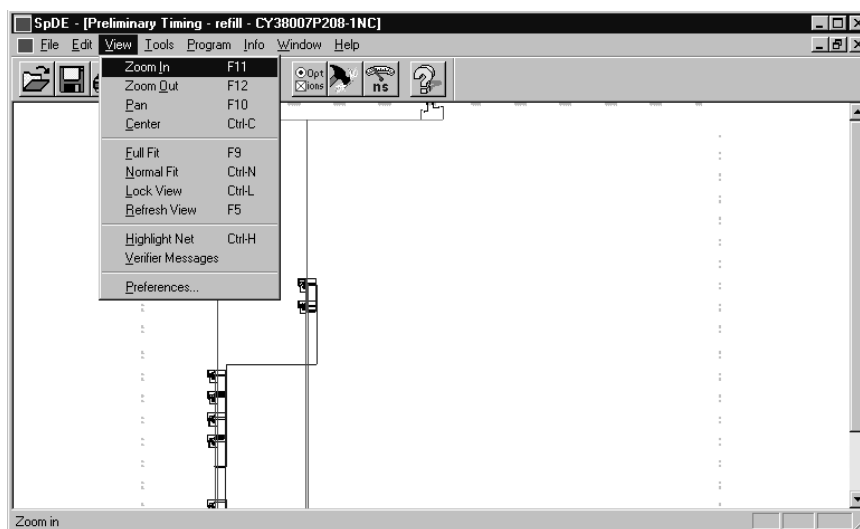 SpDE - [Preliminary Timing - refill - CY38007P208-1NC]
File Edit View Tools Program Info Window Help
Opt
ions
ns
Zoom In F11
Zoom Out F12
Pan F10
Center Ctrl-C
Full Fit F9
Normal Fit Ctrl-N
Lock View Ctrl-L
Refresh View F5
Highlight Net Ctrl-H
Verifier Messages
Preferences...
Zoom in